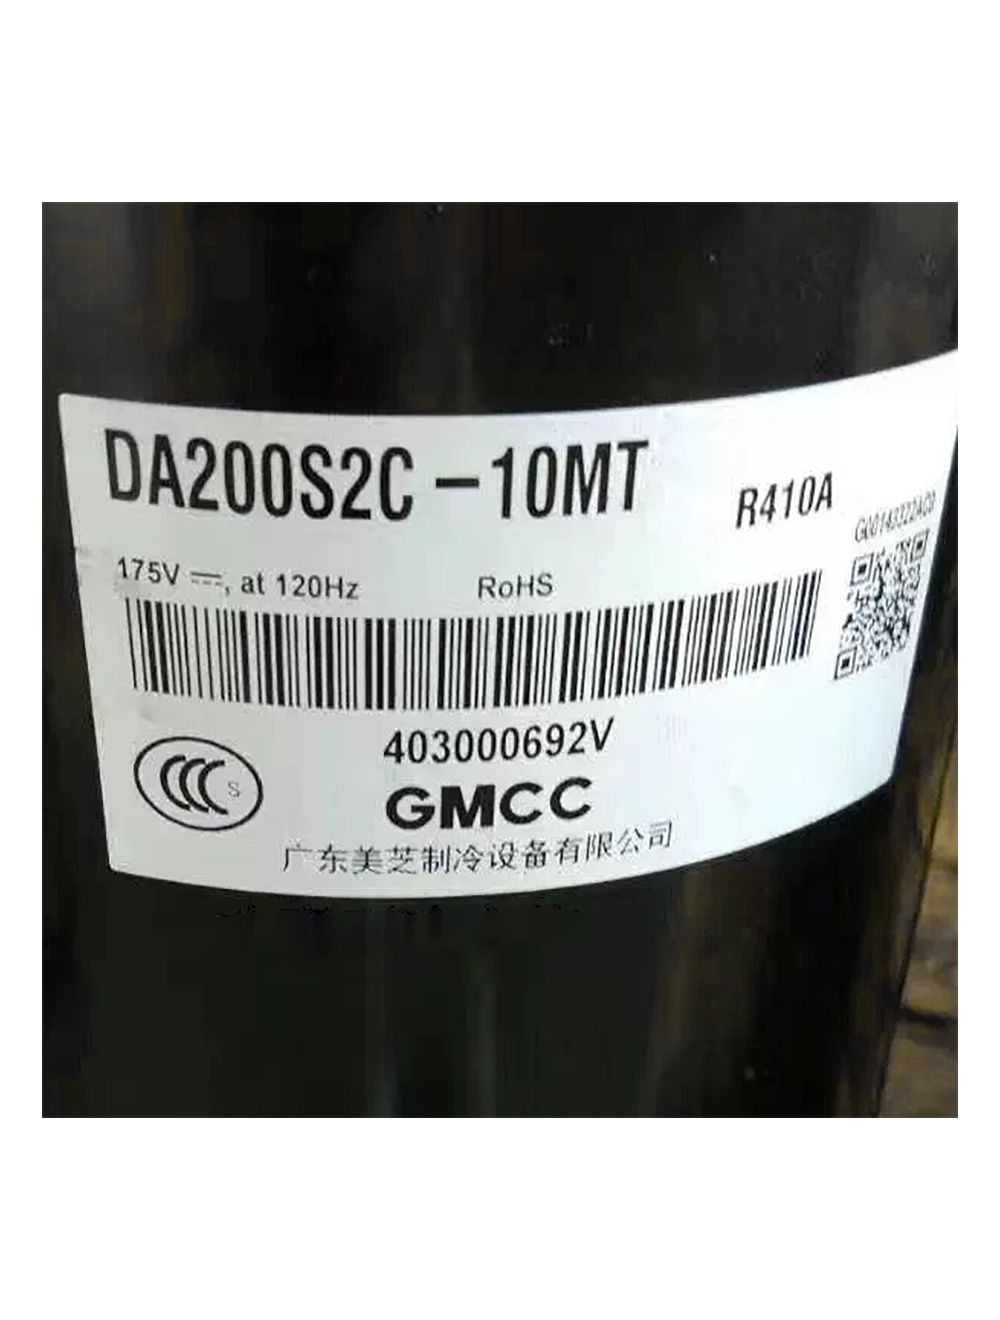 DA200S2C-10MT
R410A
175V ⎓, at 120Hz
RoHS
403000692V
CCC S
GMCC
广东美芝制冷设备有限公司